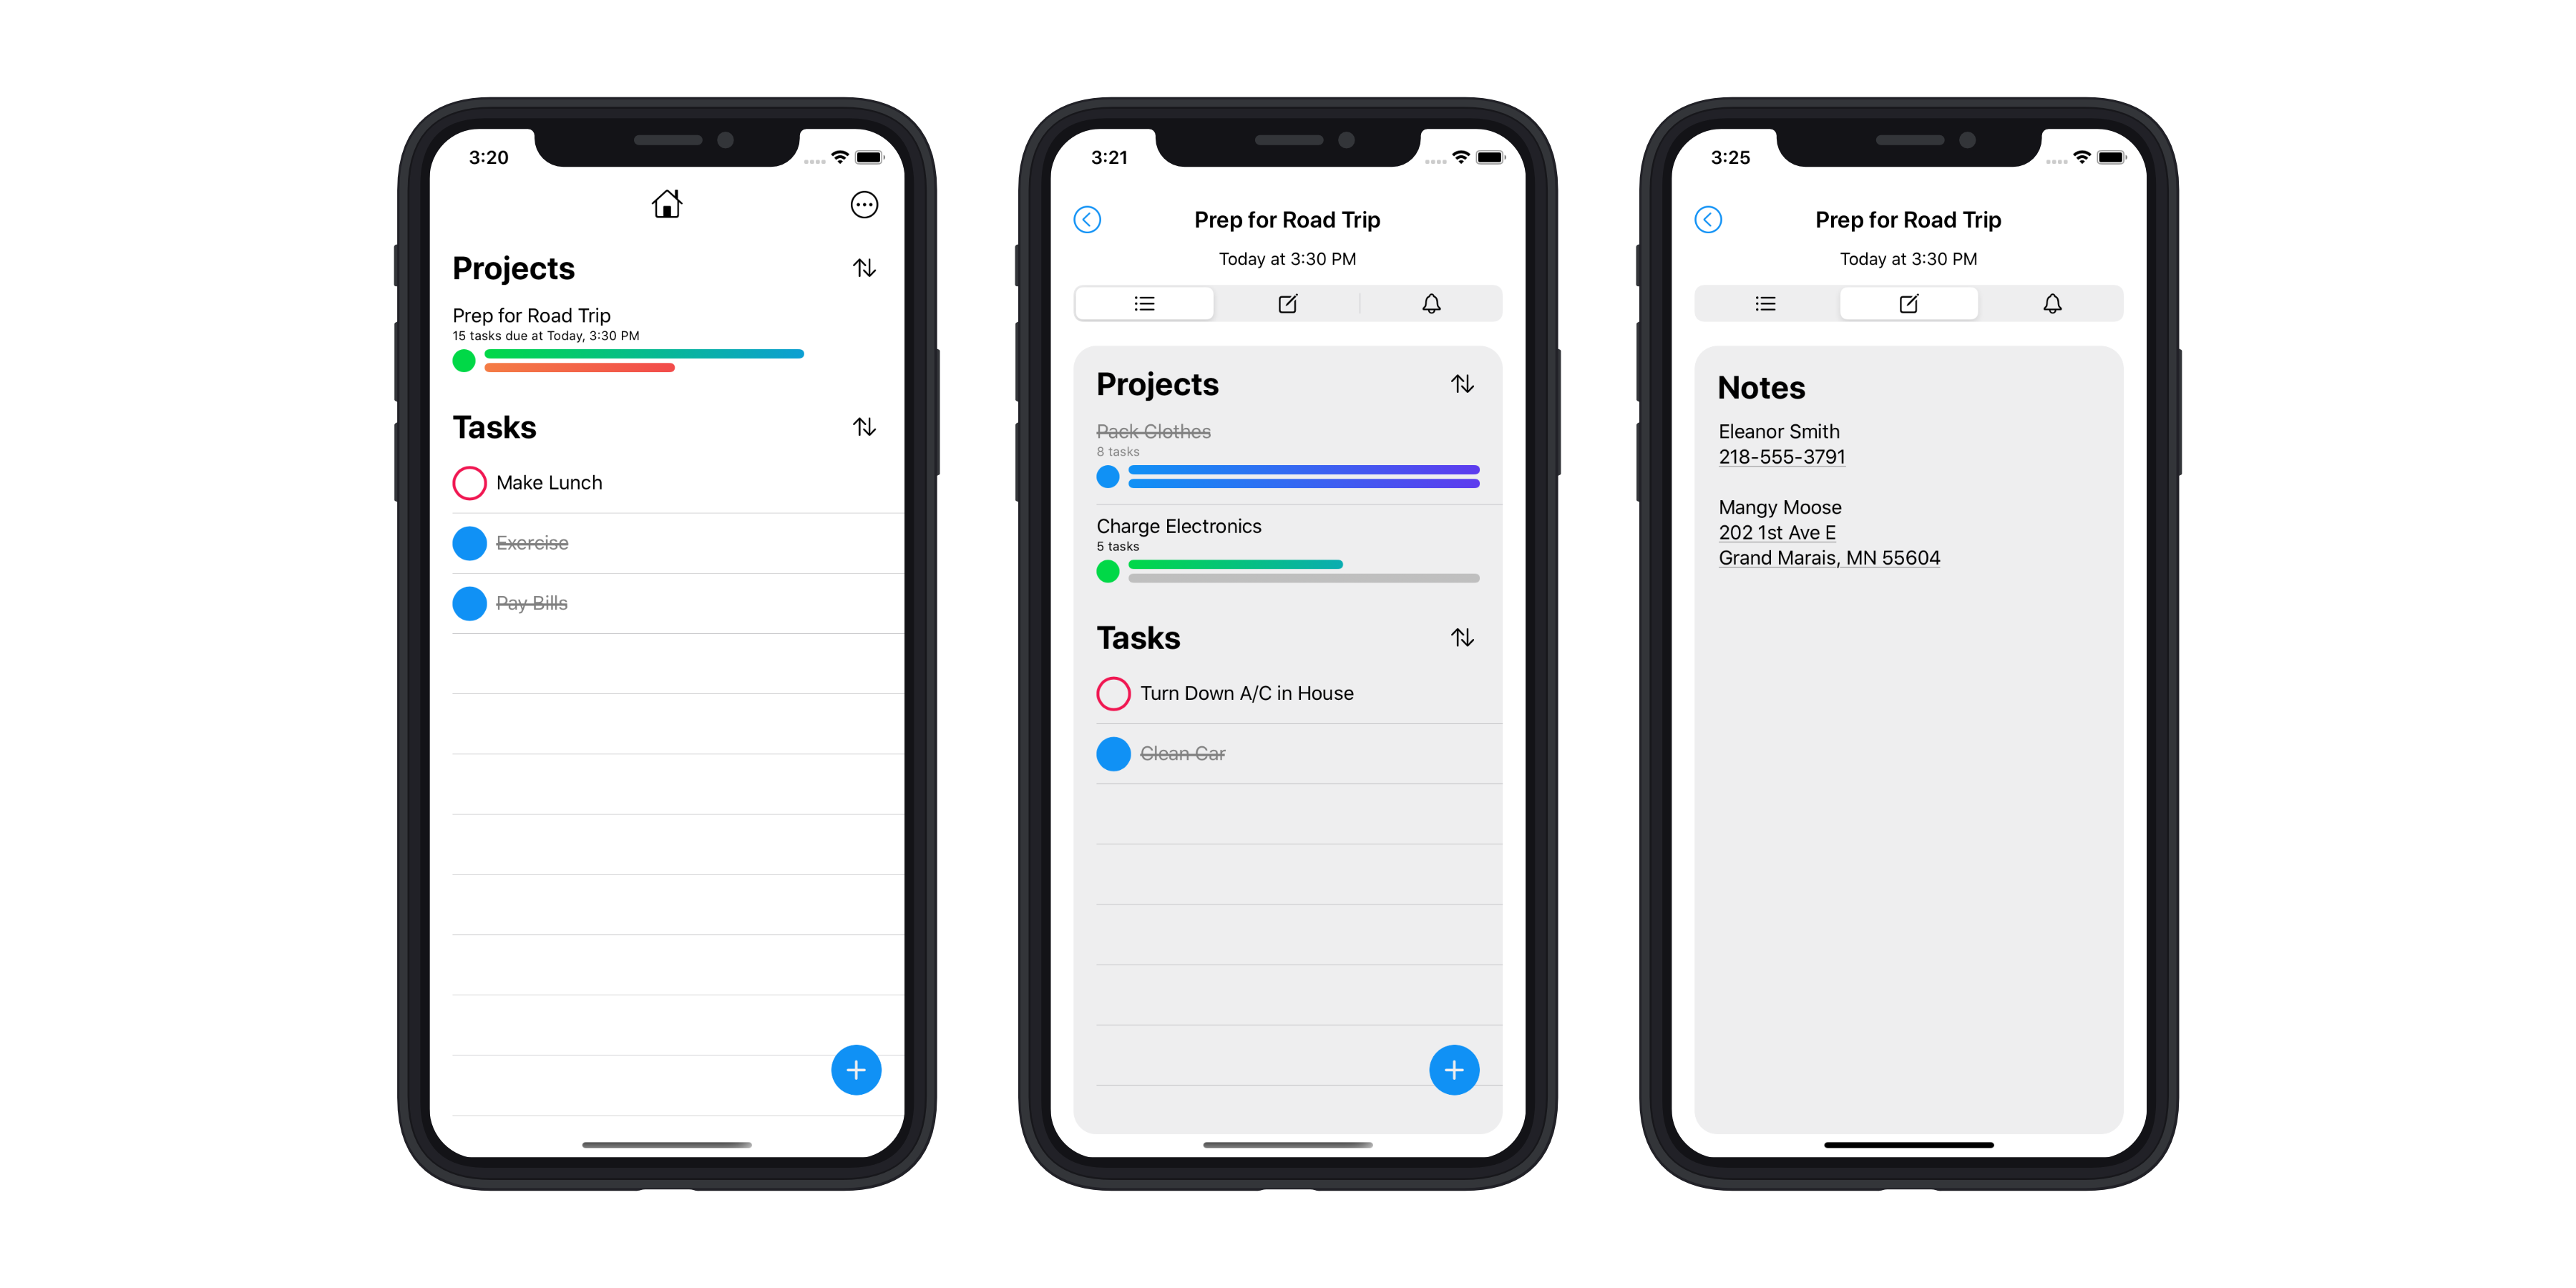 3:20
Projects
Prep for Road Trip
15 tasks due at Today, 3:30 PM
Tasks
Make Lunch
Exercise
Pay Bills
3:21
Prep for Road Trip
Today at 3:30 PM
Projects
Pack Clothes
8 tasks
Charge Electronics
5 tasks
Tasks
Turn Down A/C in House
Clean Car
3:25
Prep for Road Trip
Today at 3:30 PM
Notes
Eleanor Smith
218-555-3791
Mangy Moose
202 1st Ave E
Grand Marais, MN 55604